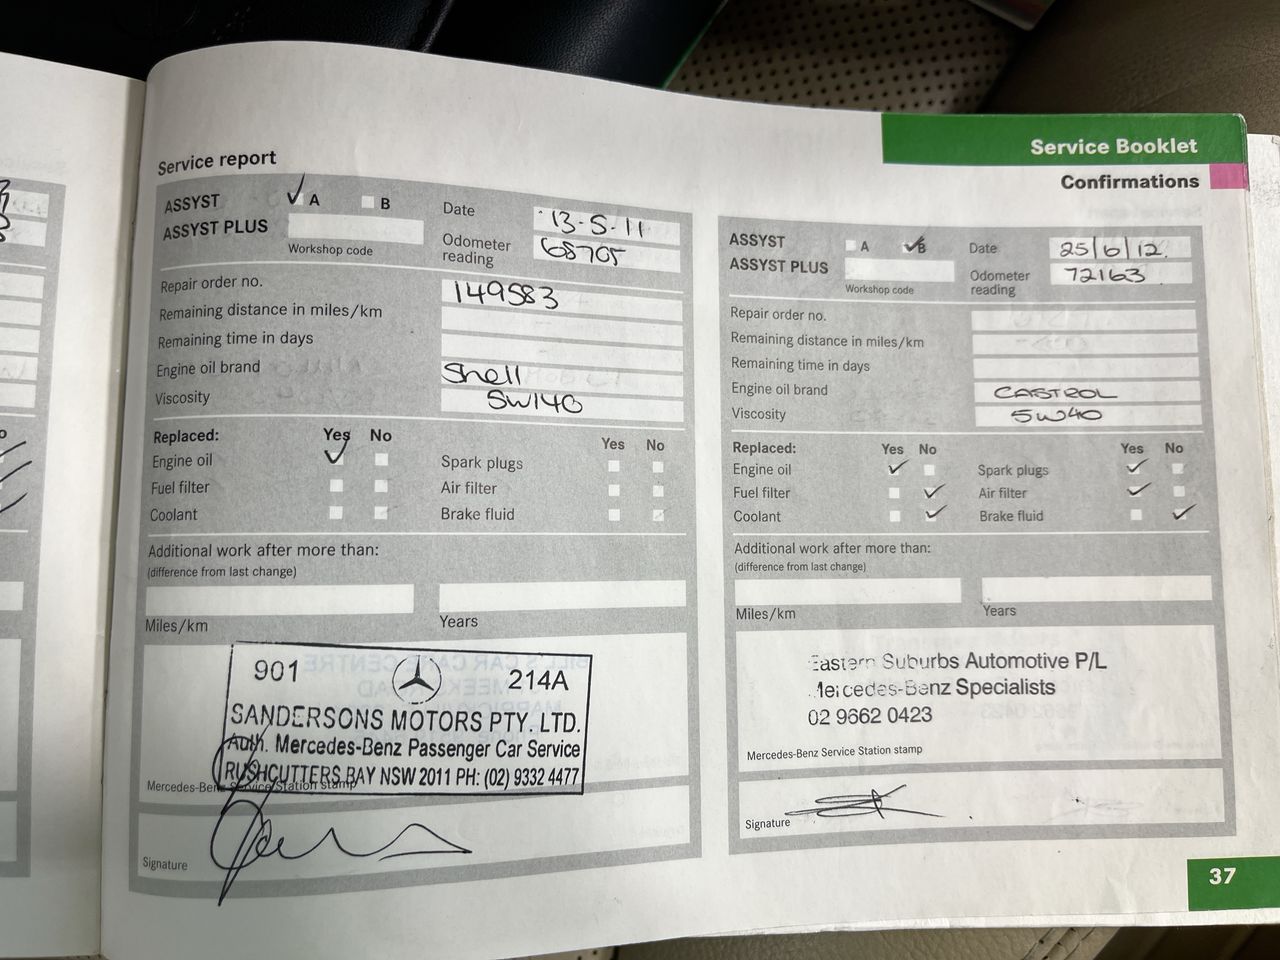 Service Booklet
Confirmations
Service report
ASSYST A B
ASSYST PLUS
Workshop code
Date 13-5-11
Odometer reading 68705
Repair order no. 149583
Remaining distance in miles/km
Remaining time in days
Engine oil brand Shell
Viscosity 5W140
Replaced: Yes No Yes No
Engine oil Spark plugs
Fuel filter Air filter
Coolant Brake fluid
Additional work after more than:
(difference from last change)
Miles/km Years
901 214A
SANDERSONS MOTORS PTY. LTD.
Auth. Mercedes-Benz Passenger Car Service
RUSHCUTTERS BAY NSW 2011 PH: (02) 9332 4477
Mercedes-Benz Service Station stamp
Signature
ASSYST A B
ASSYST PLUS
Workshop code
Date 25/6/12
Odometer reading 72163
Repair order no.
Remaining distance in miles/km
Remaining time in days
Engine oil brand CASTROL
Viscosity 5W40
Replaced: Yes No Yes No
Engine oil Spark plugs
Fuel filter Air filter
Coolant Brake fluid
Additional work after more than:
(difference from last change)
Miles/km Years
Eastern Suburbs Automotive P/L
Mercedes-Benz Specialists
02 9662 0423
Mercedes-Benz Service Station stamp
Signature
37